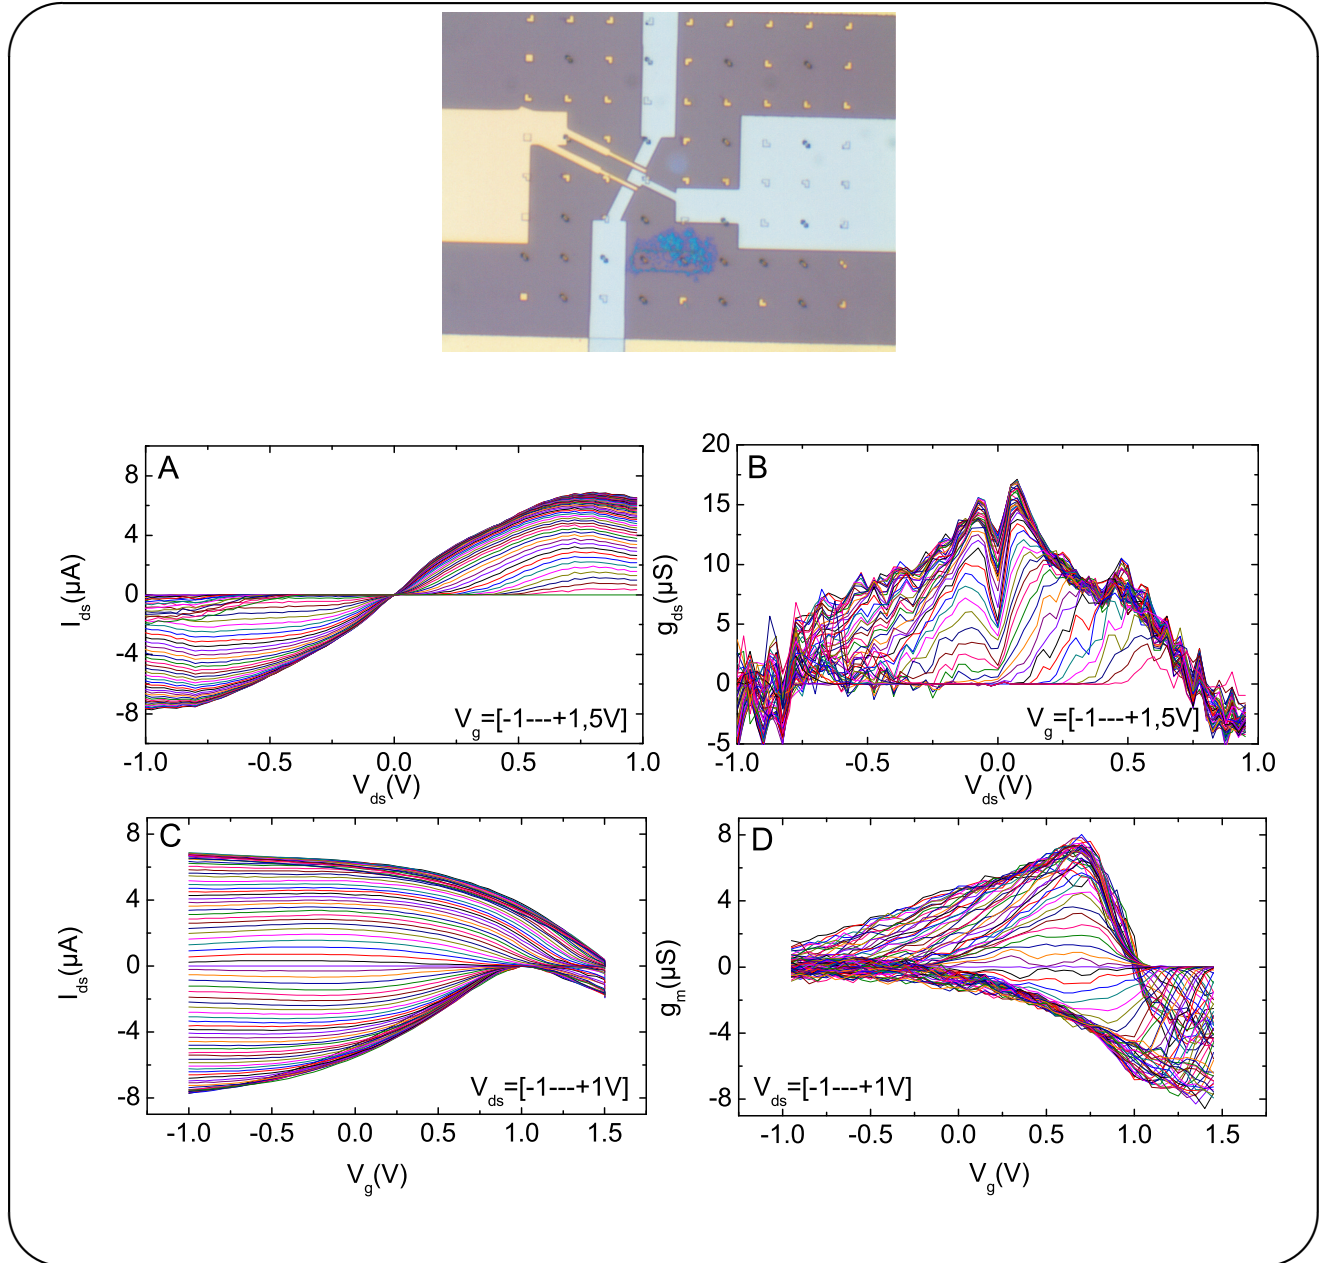 A
8
4
0
-4
-8
-1.0
-0.5
0.0
0.5
1.0
I_ds(µA)
V_ds(V)
V_g=[-1---+1,5V]
B
20
15
10
5
0
-5
-1.0
-0.5
0.0
0.5
1.0
g_ds(µS)
V_ds(V)
V_g=[-1---+1,5V]
C
8
4
0
-4
-8
-1.0
-0.5
0.0
0.5
1.0
1.5
I_ds(µA)
V_g(V)
V_ds=[-1---+1V]
D
8
4
0
-4
-8
-1.0
-0.5
0.0
0.5
1.0
1.5
g_m(µS)
V_g(V)
V_ds=[-1---+1V]